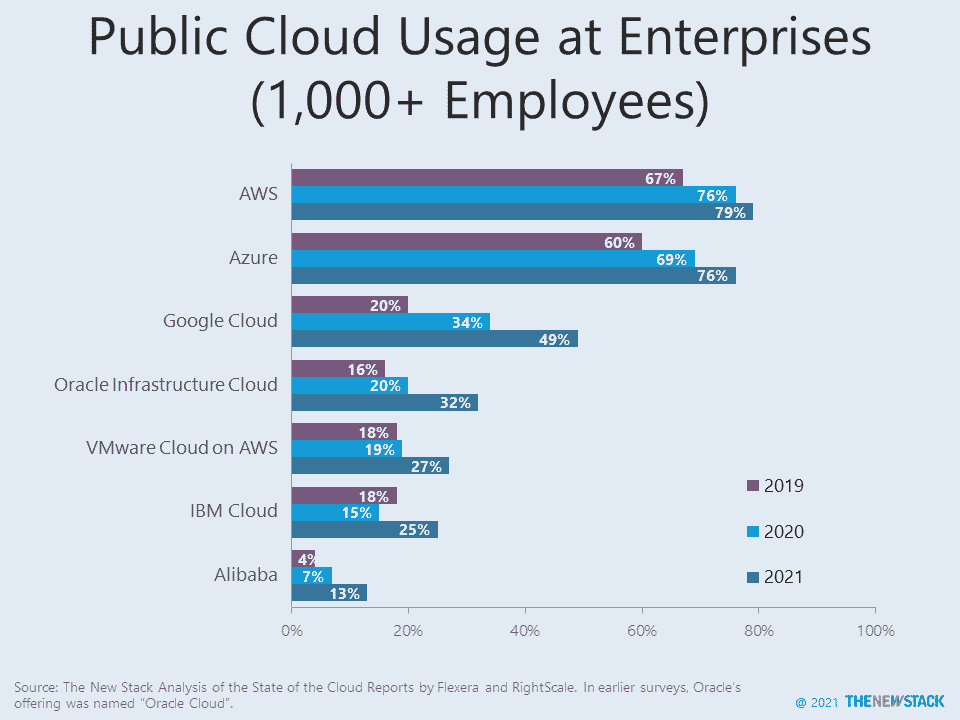 Public Cloud Usage at Enterprises
(1,000+ Employees)
AWS
67%
76%
79%
Azure
60%
69%
76%
Google Cloud
20%
34%
49%
Oracle Infrastructure Cloud
16%
20%
32%
VMware Cloud on AWS
18%
19%
27%
IBM Cloud
18%
15%
25%
Alibaba
4%
7%
13%
2019
2020
2021
0% 20% 40% 60% 80% 100%
Source: The New Stack Analysis of the State of the Cloud Reports by Flexera and RightScale. In earlier surveys, Oracle's
offering was named "Oracle Cloud".
@ 2021 THENEWSTACK